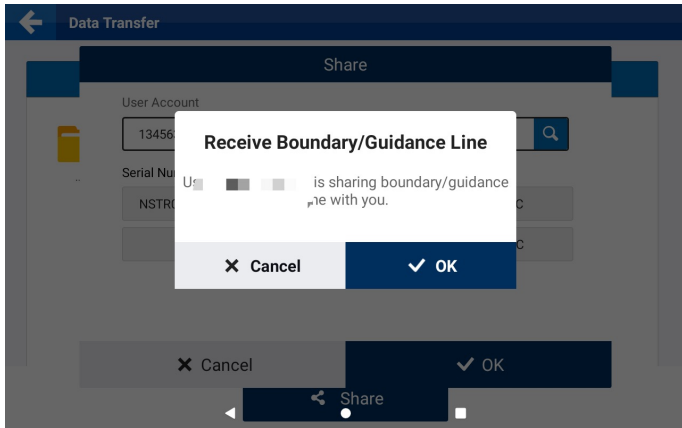 Data Transfer
Share
User Account
13456
Receive Boundary/Guidance Line
Serial Nu
is sharing boundary/guidance
with you.
NSTR
C
C
Cancel
OK
Cancel
OK
Share